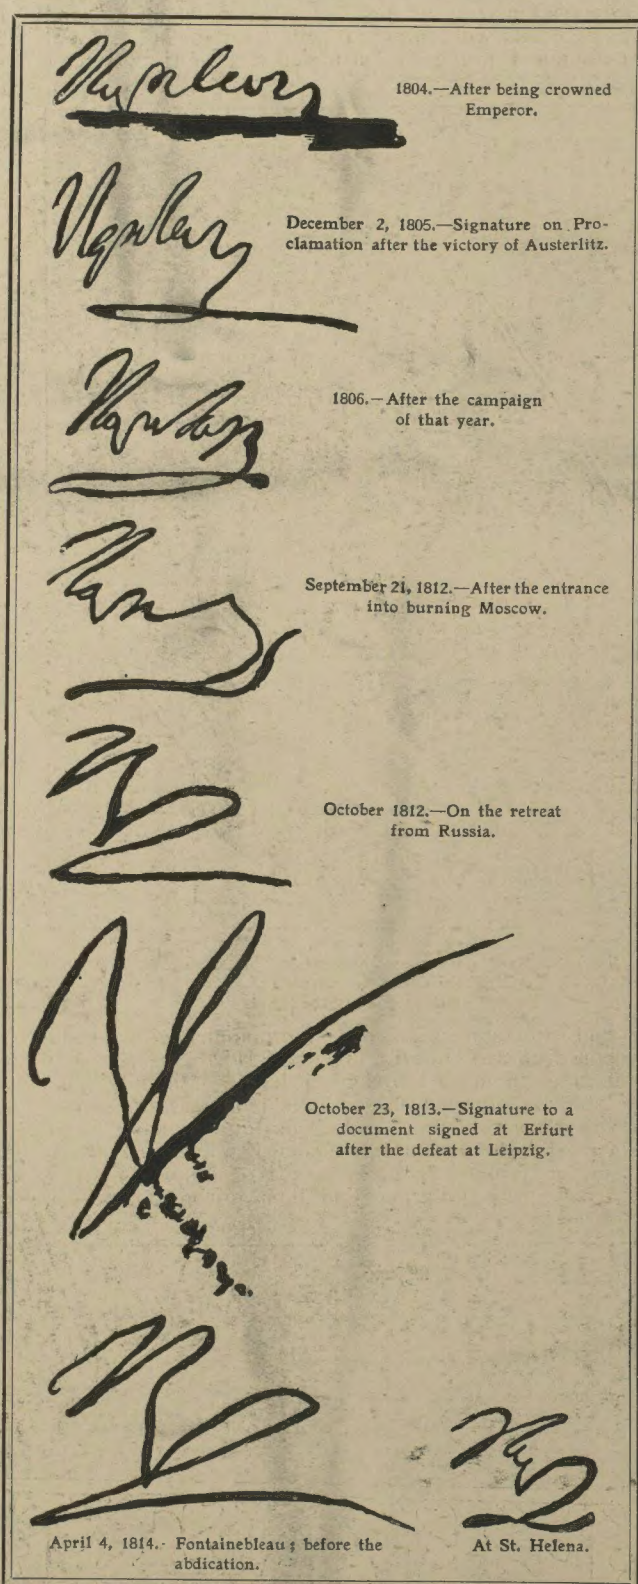 Napoleon
1804.—After being crowned
Emperor.
Napoleon
December 2, 1805.—Signature on Pro-
clamation after the victory of Austerlitz.
Napoleon
1806.—After the campaign
of that year.
September 21, 1812.—After the entrance
into burning Moscow.
October 1812.—On the retreat
from Russia.
October 23, 1813.—Signature to a
document signed at Erfurt
after the defeat at Leipzig.
April 4, 1814.- Fontainebleau; before the
abdication.
At St. Helena.